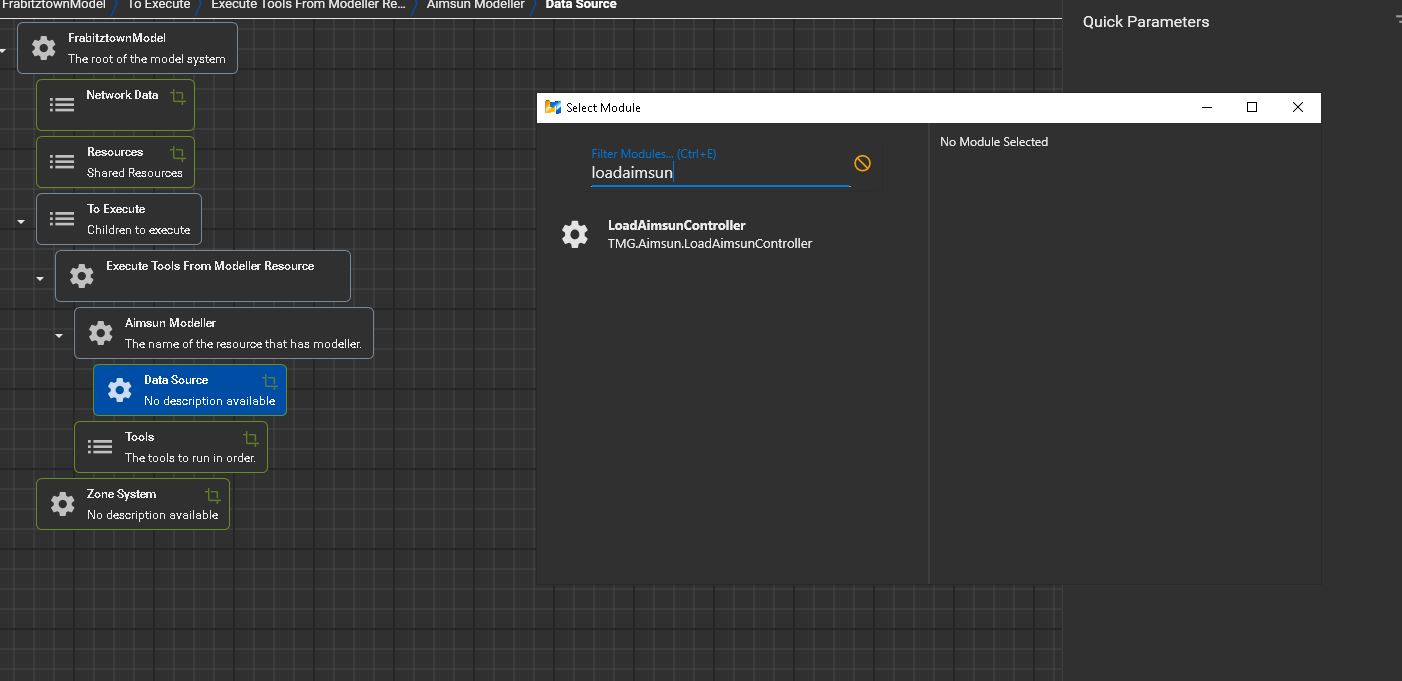 FrabitztownModel To Execute Execute Tools From Modeller Re... Aimsun Modeller Data Source
Quick Parameters
FrabitztownModel
The root of the model system
Network Data
Resources
Shared Resources
To Execute
Children to execute
Execute Tools From Modeller Resource
Aimsun Modeller
The name of the resource that has modeller.
Data Source
No description available
Tools
The tools to run in order.
Zone System
No description available
Select Module
Filter Modules... (Ctrl+E)
loadaimsun
LoadAimsunController
TMG.Aimsun.LoadAimsunController
No Module Selected